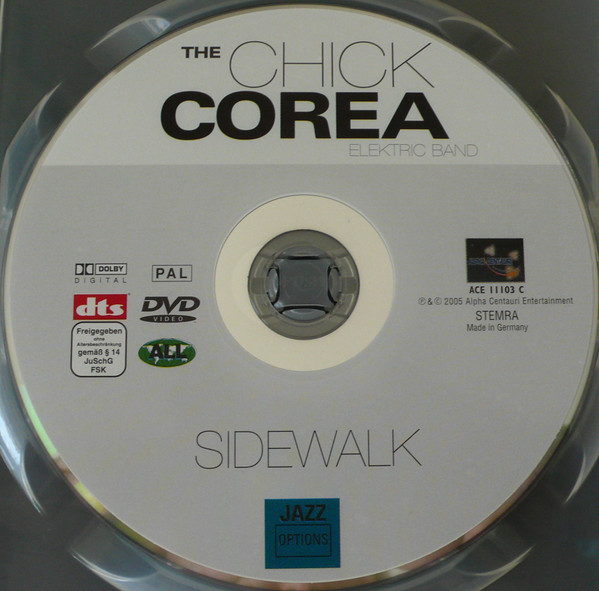 THE CHICK
COREA
ELEKTRIC BAND
DOLBY
DIGITAL
PAL
dts
DVD
VIDEO
Freigegeben
ohne
Altersbeschränkung
gemäß § 14
JuSchG
FSK
ALL
ACE 11103 C
℗ & © 2005 Alpha Centauri Entertainment
STEMRA
Made in Germany
SIDEWALK
JAZZ
OPTIONS